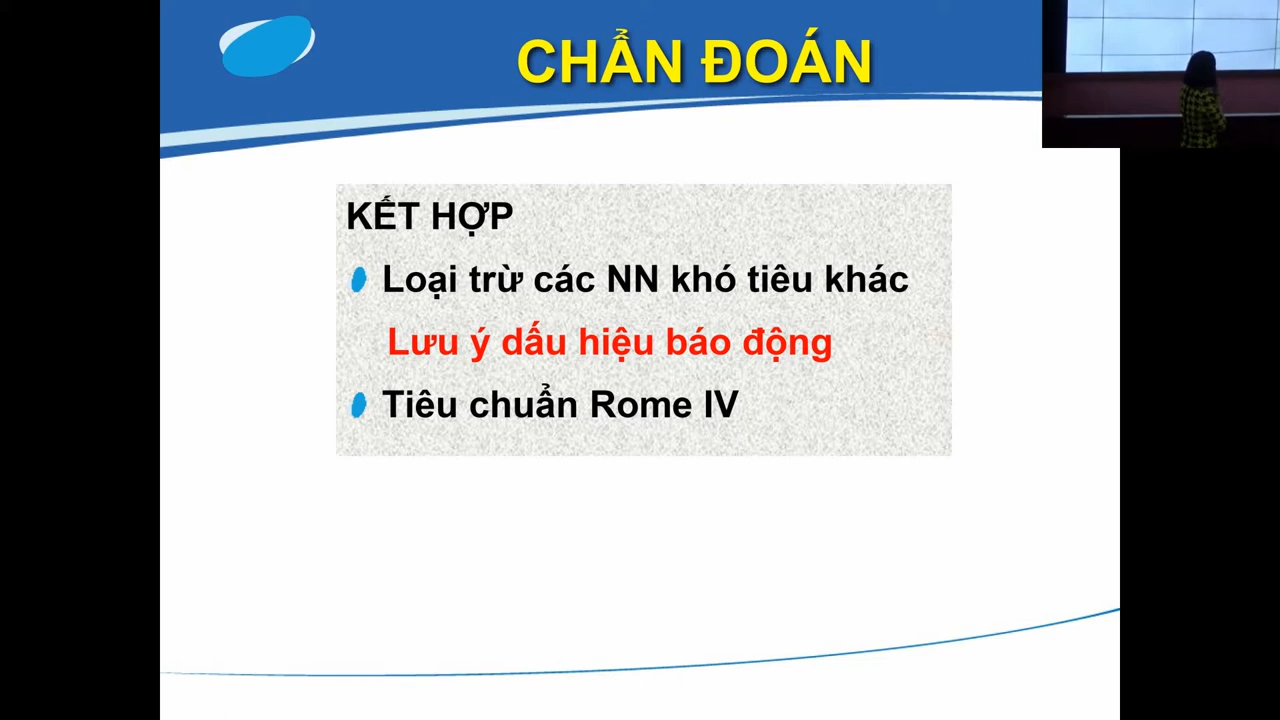 CHẨN ĐOÁN
KẾT HỢP
Loại trừ các NN khó tiêu khác
Lưu ý dấu hiệu báo động
Tiêu chuẩn Rome IV